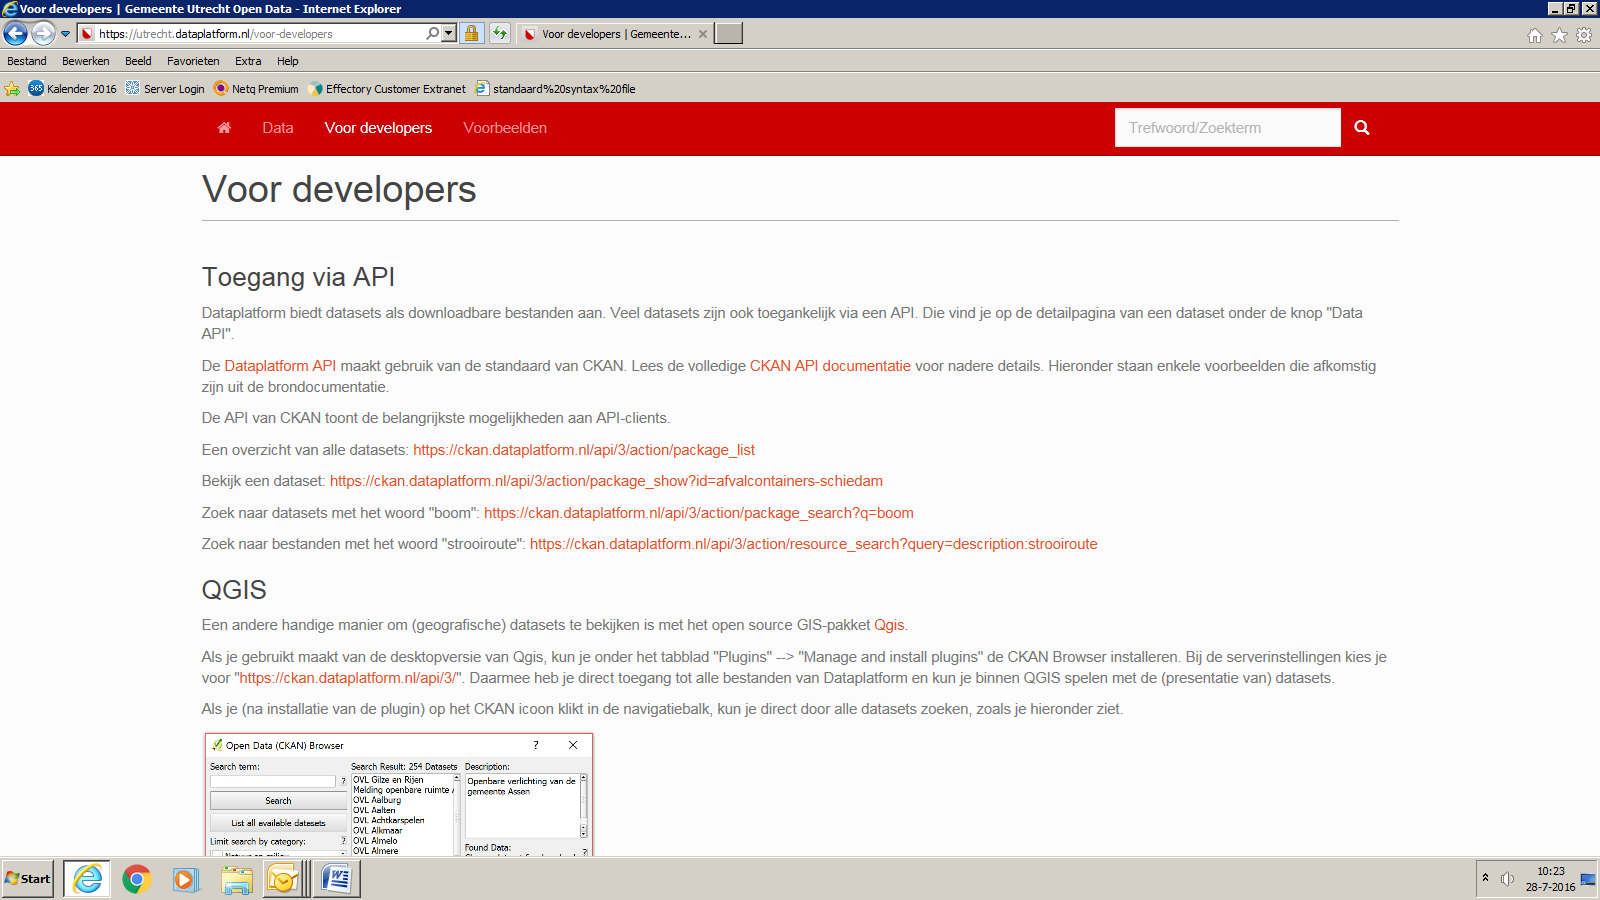 Voor developers | Gemeente Utrecht Open Data - Internet Explorer
https://utrecht.dataplatform.nl/voor-developers
Voor developers | Gemeente...
Bestand Bewerken Beeld Favorieten Extra Help
365 Kalender 2016 Server Login Netq Premium Effectory Customer Extranet standaard%20syntax%20file
Data Voor developers Voorbeelden Trefwoord/Zoekterm
Voor developers
Toegang via API
Dataplatform biedt datasets als downloadbare bestanden aan. Veel datasets zijn ook toegankelijk via een API. Die vind je op de detailpagina van een dataset onder de knop "Data
API".
De Dataplatform API maakt gebruik van de standaard van CKAN. Lees de volledige CKAN API documentatie voor nadere details. Hieronder staan enkele voorbeelden die afkomstig
zijn uit de brondocumentatie.
De API van CKAN toont de belangrijkste mogelijkheden aan API-clients.
Een overzicht van alle datasets: https://ckan.dataplatform.nl/api/3/action/package_list
Bekijk een dataset: https://ckan.dataplatform.nl/api/3/action/package_show?id=afvalcontainers-schiedam
Zoek naar datasets met het woord "boom": https://ckan.dataplatform.nl/api/3/action/package_search?q=boom
Zoek naar bestanden met het woord "strooiroute": https://ckan.dataplatform.nl/api/3/action/resource_search?query=description:strooiroute
QGIS
Een andere handige manier om (geografische) datasets te bekijken is met het open source GIS-pakket Qgis.
Als je gebruikt maakt van de desktopversie van Qgis, kun je onder het tabblad "Plugins" --> "Manage and install plugins" de CKAN Browser installeren. Bij de serverinstellingen kies je
voor "https://ckan.dataplatform.nl/api/3/". Daarmee heb je direct toegang tot alle bestanden van Dataplatform en kun je binnen QGIS spelen met de (presentatie van) datasets.
Als je (na installatie van de plugin) op het CKAN icoon klikt in de navigatiebalk, kun je direct door alle datasets zoeken, zoals je hieronder ziet.
Open Data (CKAN) Browser ?
Search term:
?
Search
List all available datasets
Limit search by category: ?
Search Result: 254 Datasets
OVL Gilze en Rijen
Melding openbare ruimte
OVL Aalburg
OVL Aalten
OVL Achtkarspelen
OVL Alkmaar
OVL Almelo
OVL Almere
Description:
Openbare verlichting van de
gemeente Assen
Found Data:
?
Start
10:23
28-7-2016